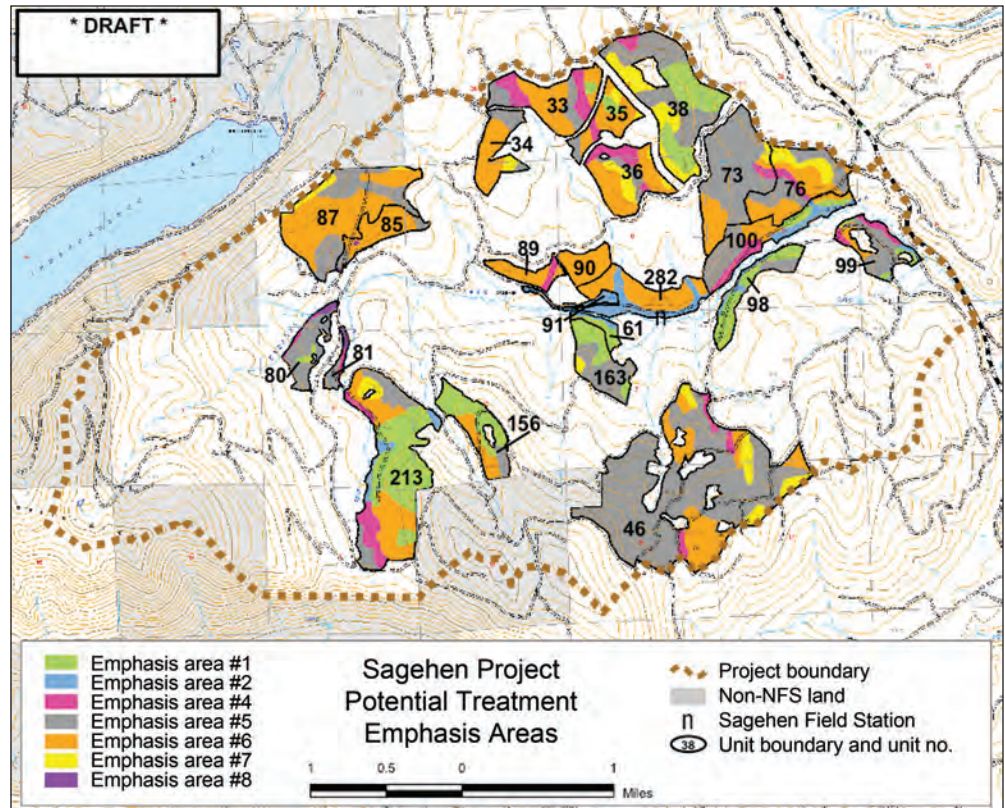 * DRAFT *
33
35
38
34
36
73
76
87
85
100
89
90
282
99
98
91
n
61
81
80
163
156
213
46
Emphasis area #1
Emphasis area #2
Emphasis area #4
Emphasis area #5
Emphasis area #6
Emphasis area #7
Emphasis area #8
Sagehen Project
Potential Treatment
Emphasis Areas
1 0.5 0 1
Miles
Project boundary
Non-NFS land
n Sagehen Field Station
38 Unit boundary and unit no.